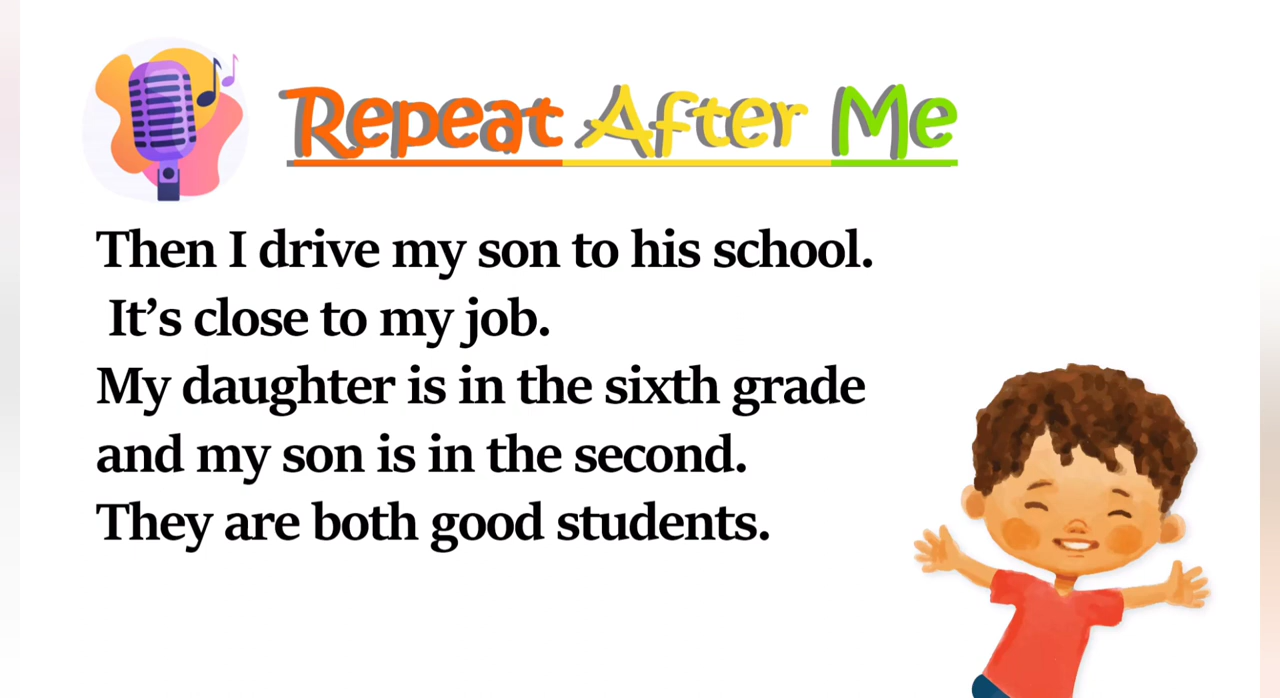 Repeat After Me
Then I drive my son to his school.
It’s close to my job.
My daughter is in the sixth grade
and my son is in the second.
They are both good students.